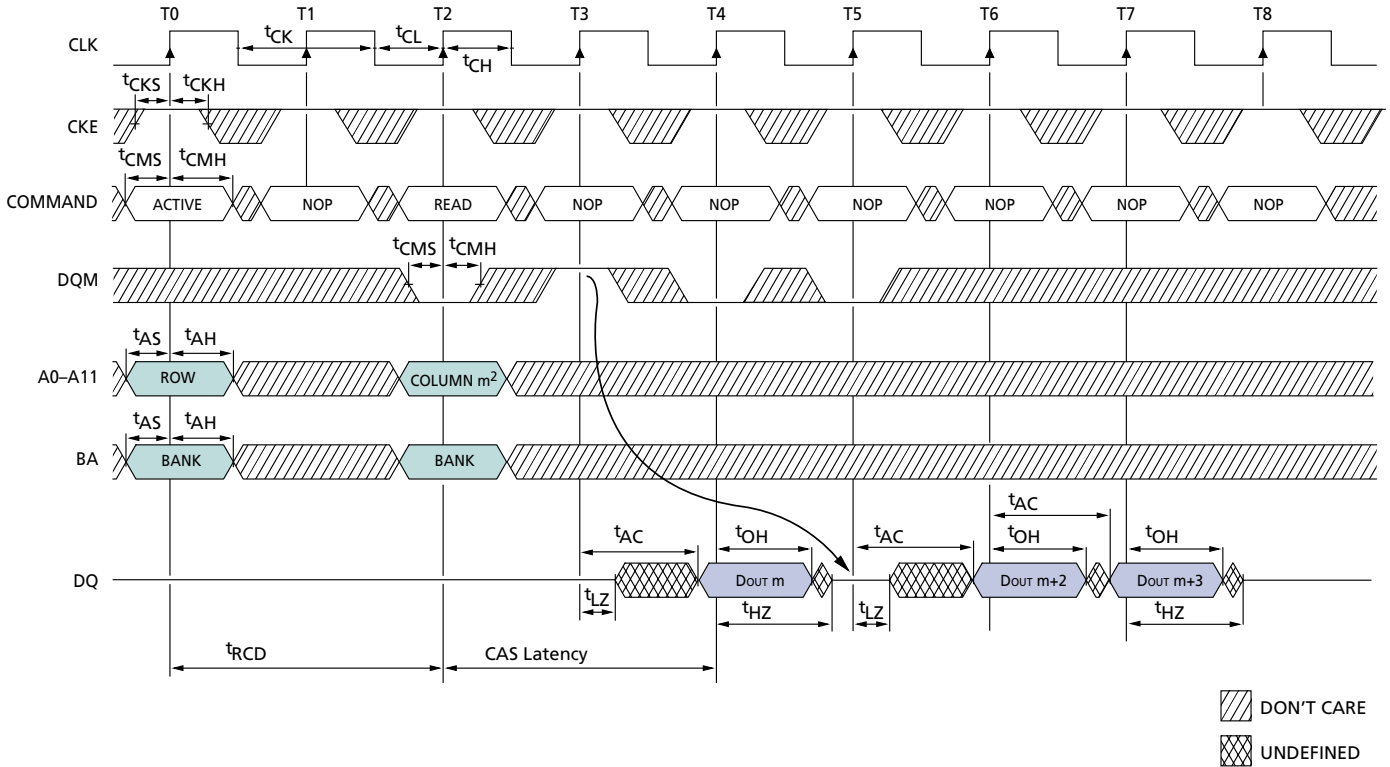 T0 T1 T2 T3 T4 T5 T6 T7 T8
CLK
tCK tCL
tCH
tCKS tCKH
CKE
tCMS tCMH
COMMAND ACTIVE NOP READ NOP NOP NOP NOP NOP NOP
tCMS tCMH
DQM
tAS tAH
A0–A11 ROW COLUMN m2
tAS tAH
BA BANK BANK
tAC
tAC tOH tAC tOH tOH
DQ DOUT m DOUT m+2 DOUT m+3
tLZ tHZ tLZ tHZ
tRCD CAS Latency
DON'T CARE
UNDEFINED